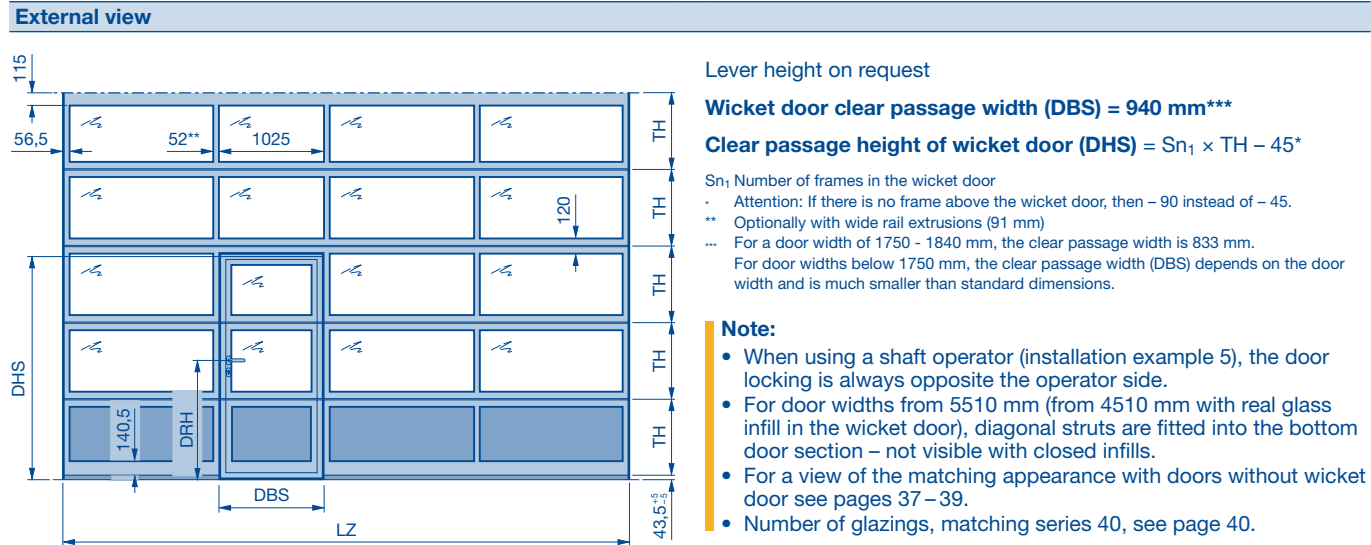 External view
115
56,5
52**
1025
120
TH
TH
TH
TH
TH
DHS
DRH
140,5
DBS
LZ
43,5 +5 -5
Lever height on request
Wicket door clear passage width (DBS) = 940 mm***
Clear passage height of wicket door (DHS) = Sn₁ × TH – 45*
Sn₁ Number of frames in the wicket door
* Attention: If there is no frame above the wicket door, then – 90 instead of – 45.
** Optionally with wide rail extrusions (91 mm)
*** For a door width of 1750 - 1840 mm, the clear passage width is 833 mm.
For door widths below 1750 mm, the clear passage width (DBS) depends on the door
width and is much smaller than standard dimensions.
Note:
• When using a shaft operator (installation example 5), the door
locking is always opposite the operator side.
• For door widths from 5510 mm (from 4510 mm with real glass
infill in the wicket door), diagonal struts are fitted into the bottom
door section – not visible with closed infills.
• For a view of the matching appearance with doors without wicket
door see pages 37 – 39.
• Number of glazings, matching series 40, see page 40.